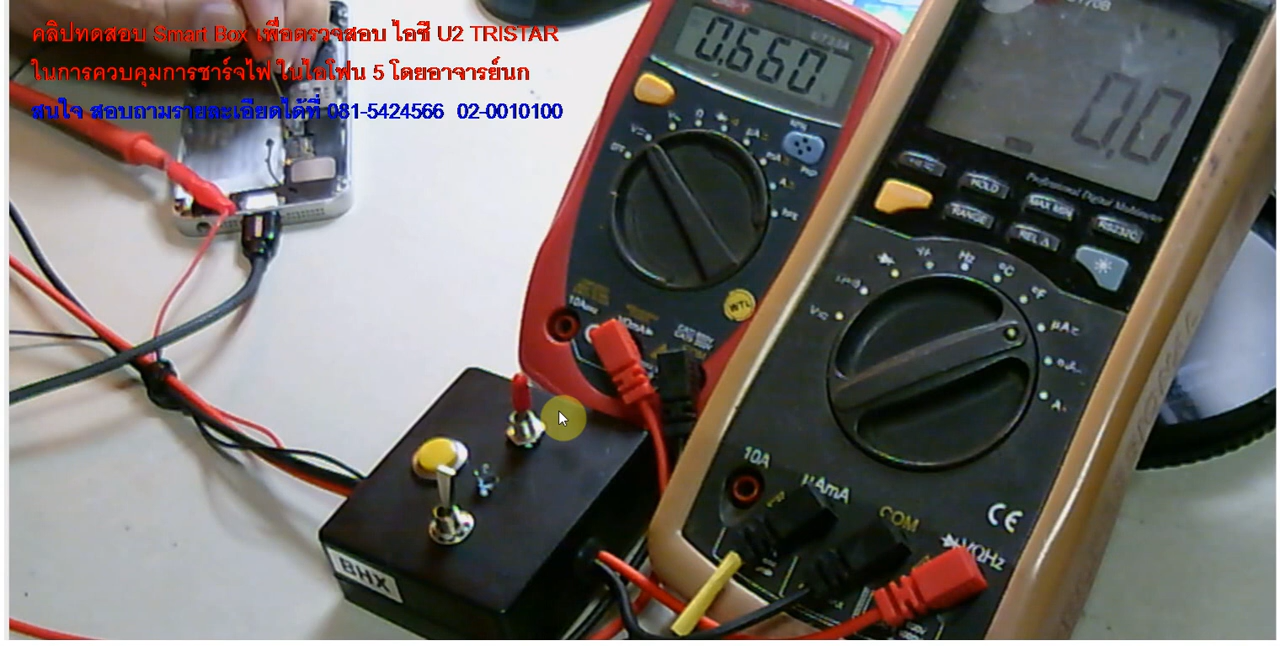 คลิปทดสอบ Smart Box เพื่อตรวจสอบ ไอซี U2 TRISTAR
ในการควบคุมการชาร์จไฟ ในไอโฟน 5 โดยอาจารย์นก
สนใจ สอบถามรายละเอียดได้ที่ 081-5424566 02-0010100
0.660
0.0
Professional Digital Multimeter
HOLD
MAX MIN
RS232C
RANGE
REL Δ
Hz
°C
°F
WTL
10A
µAmA
COM
CE
VΩHz
BHX